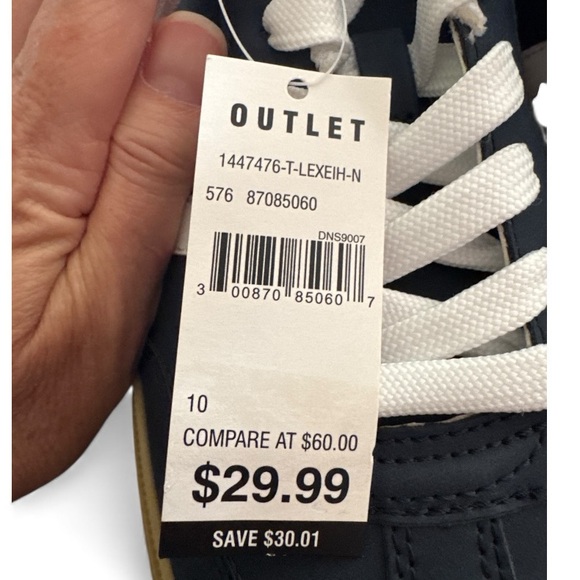 OUTLET
1447476-T-LEXEIH-N
576 87085060
DNS9007
3 00870 85060 7
10
COMPARE AT $60.00
$29.99
SAVE $30.01